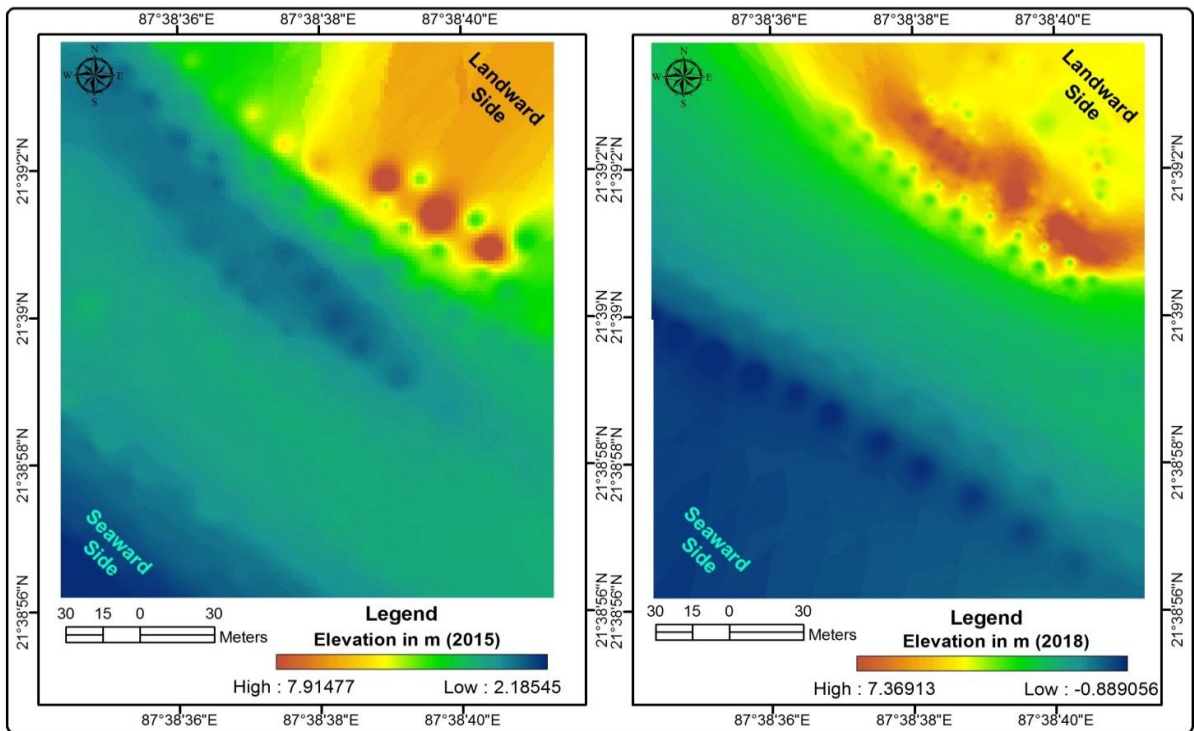 87°38'36"E 87°38'38"E 87°38'40"E
87°38'36"E 87°38'38"E 87°38'40"E
21°39'2"N
21°39'N
21°38'58"N
21°38'56"N
N
W E
S
Landward
Side
Seaward
Side
30 15 0 30
Meters
Legend
Elevation in m (2015)
High : 7.91477 Low : 2.18545
87°38'36"E 87°38'38"E 87°38'40"E
21°39'2"N
21°39'N
21°38'58"N
21°38'56"N
21°39'2"N
21°39'N
21°38'58"N
21°38'56"N
N
W E
S
Landward
Side
Seaward
Side
30 15 0 30
Meters
Legend
Elevation in m (2018)
High : 7.36913 Low : -0.889056
21°39'2"N
21°39'N
21°38'58"N
21°38'56"N
87°38'36"E 87°38'38"E 87°38'40"E